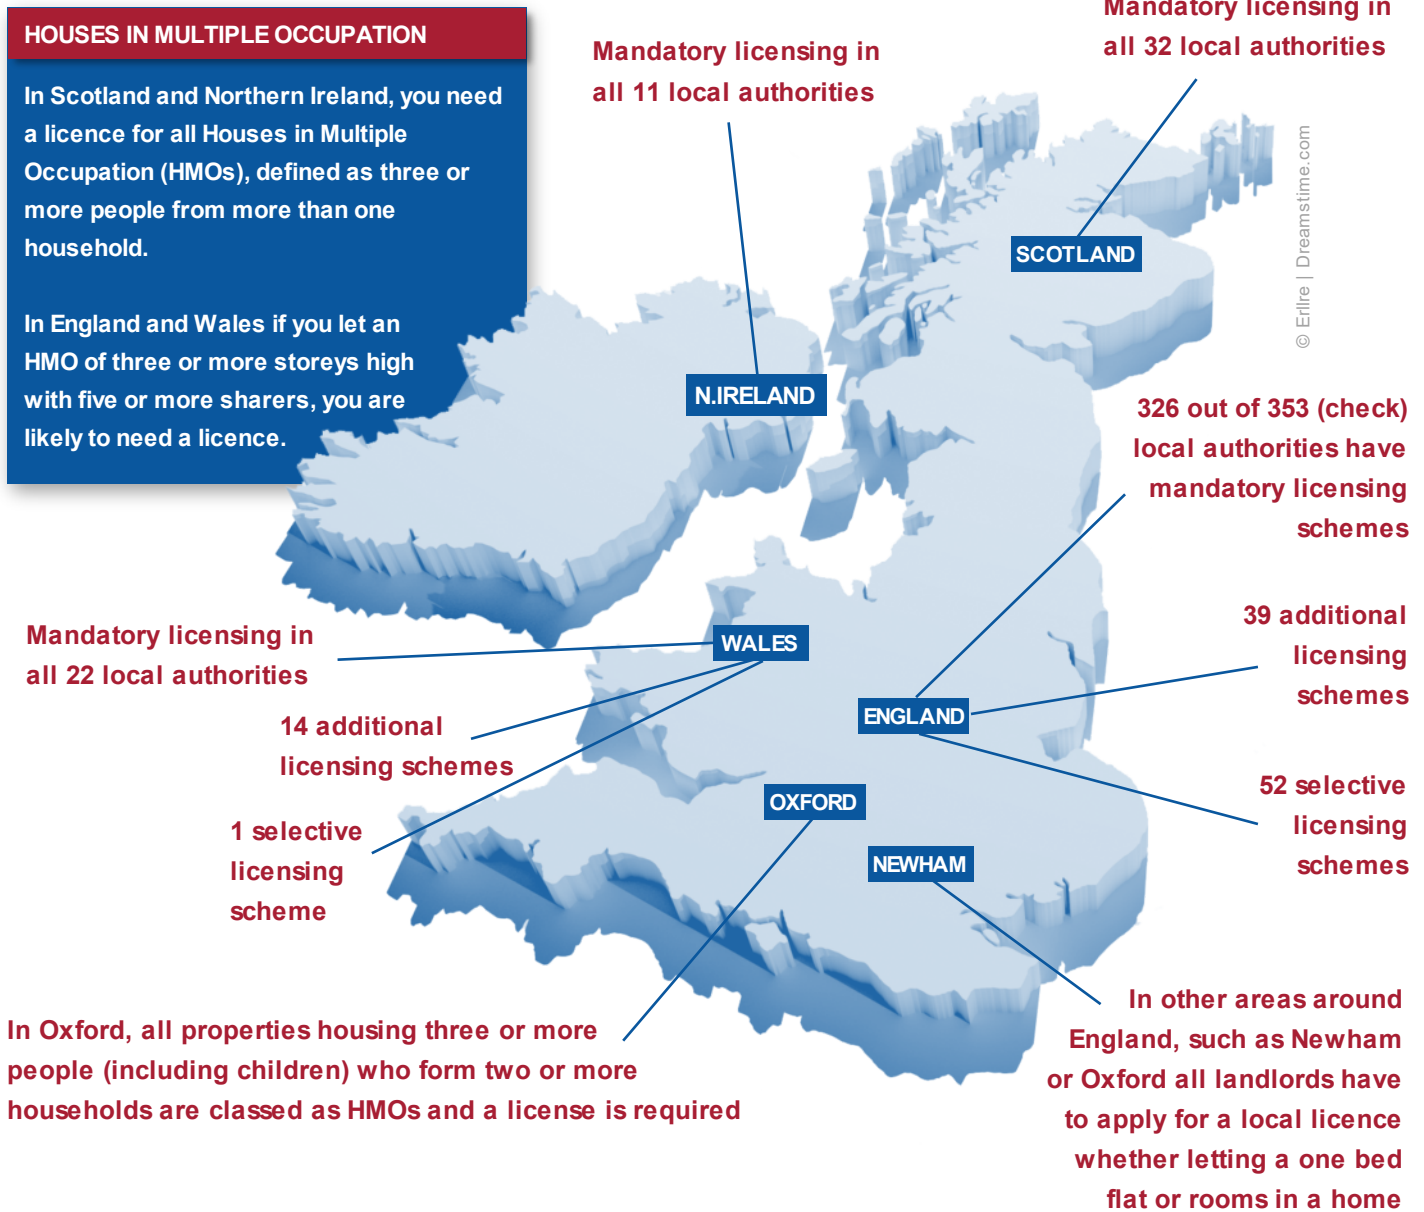 HOUSES IN MULTIPLE OCCUPATION
In Scotland and Northern Ireland, you need
a licence for all Houses in Multiple
Occupation (HMOs), defined as three or
more people from more than one
household.
In England and Wales if you let an
HMO of three or more storeys high
with five or more sharers, you are
likely to need a licence.
Mandatory licensing in
all 11 local authorities
Mandatory licensing in
all 32 local authorities
© Erllre | Dreamstime.com
SCOTLAND
N.IRELAND
326 out of 353 (check)
local authorities have
mandatory licensing
schemes
Mandatory licensing in
all 22 local authorities
WALES
39 additional
licensing
schemes
14 additional
licensing schemes
ENGLAND
52 selective
licensing
schemes
1 selective
licensing
scheme
OXFORD
NEWHAM
In Oxford, all properties housing three or more
people (including children) who form two or more
households are classed as HMOs and a license is required
In other areas around
England, such as Newham
or Oxford all landlords have
to apply for a local licence
whether letting a one bed
flat or rooms in a home